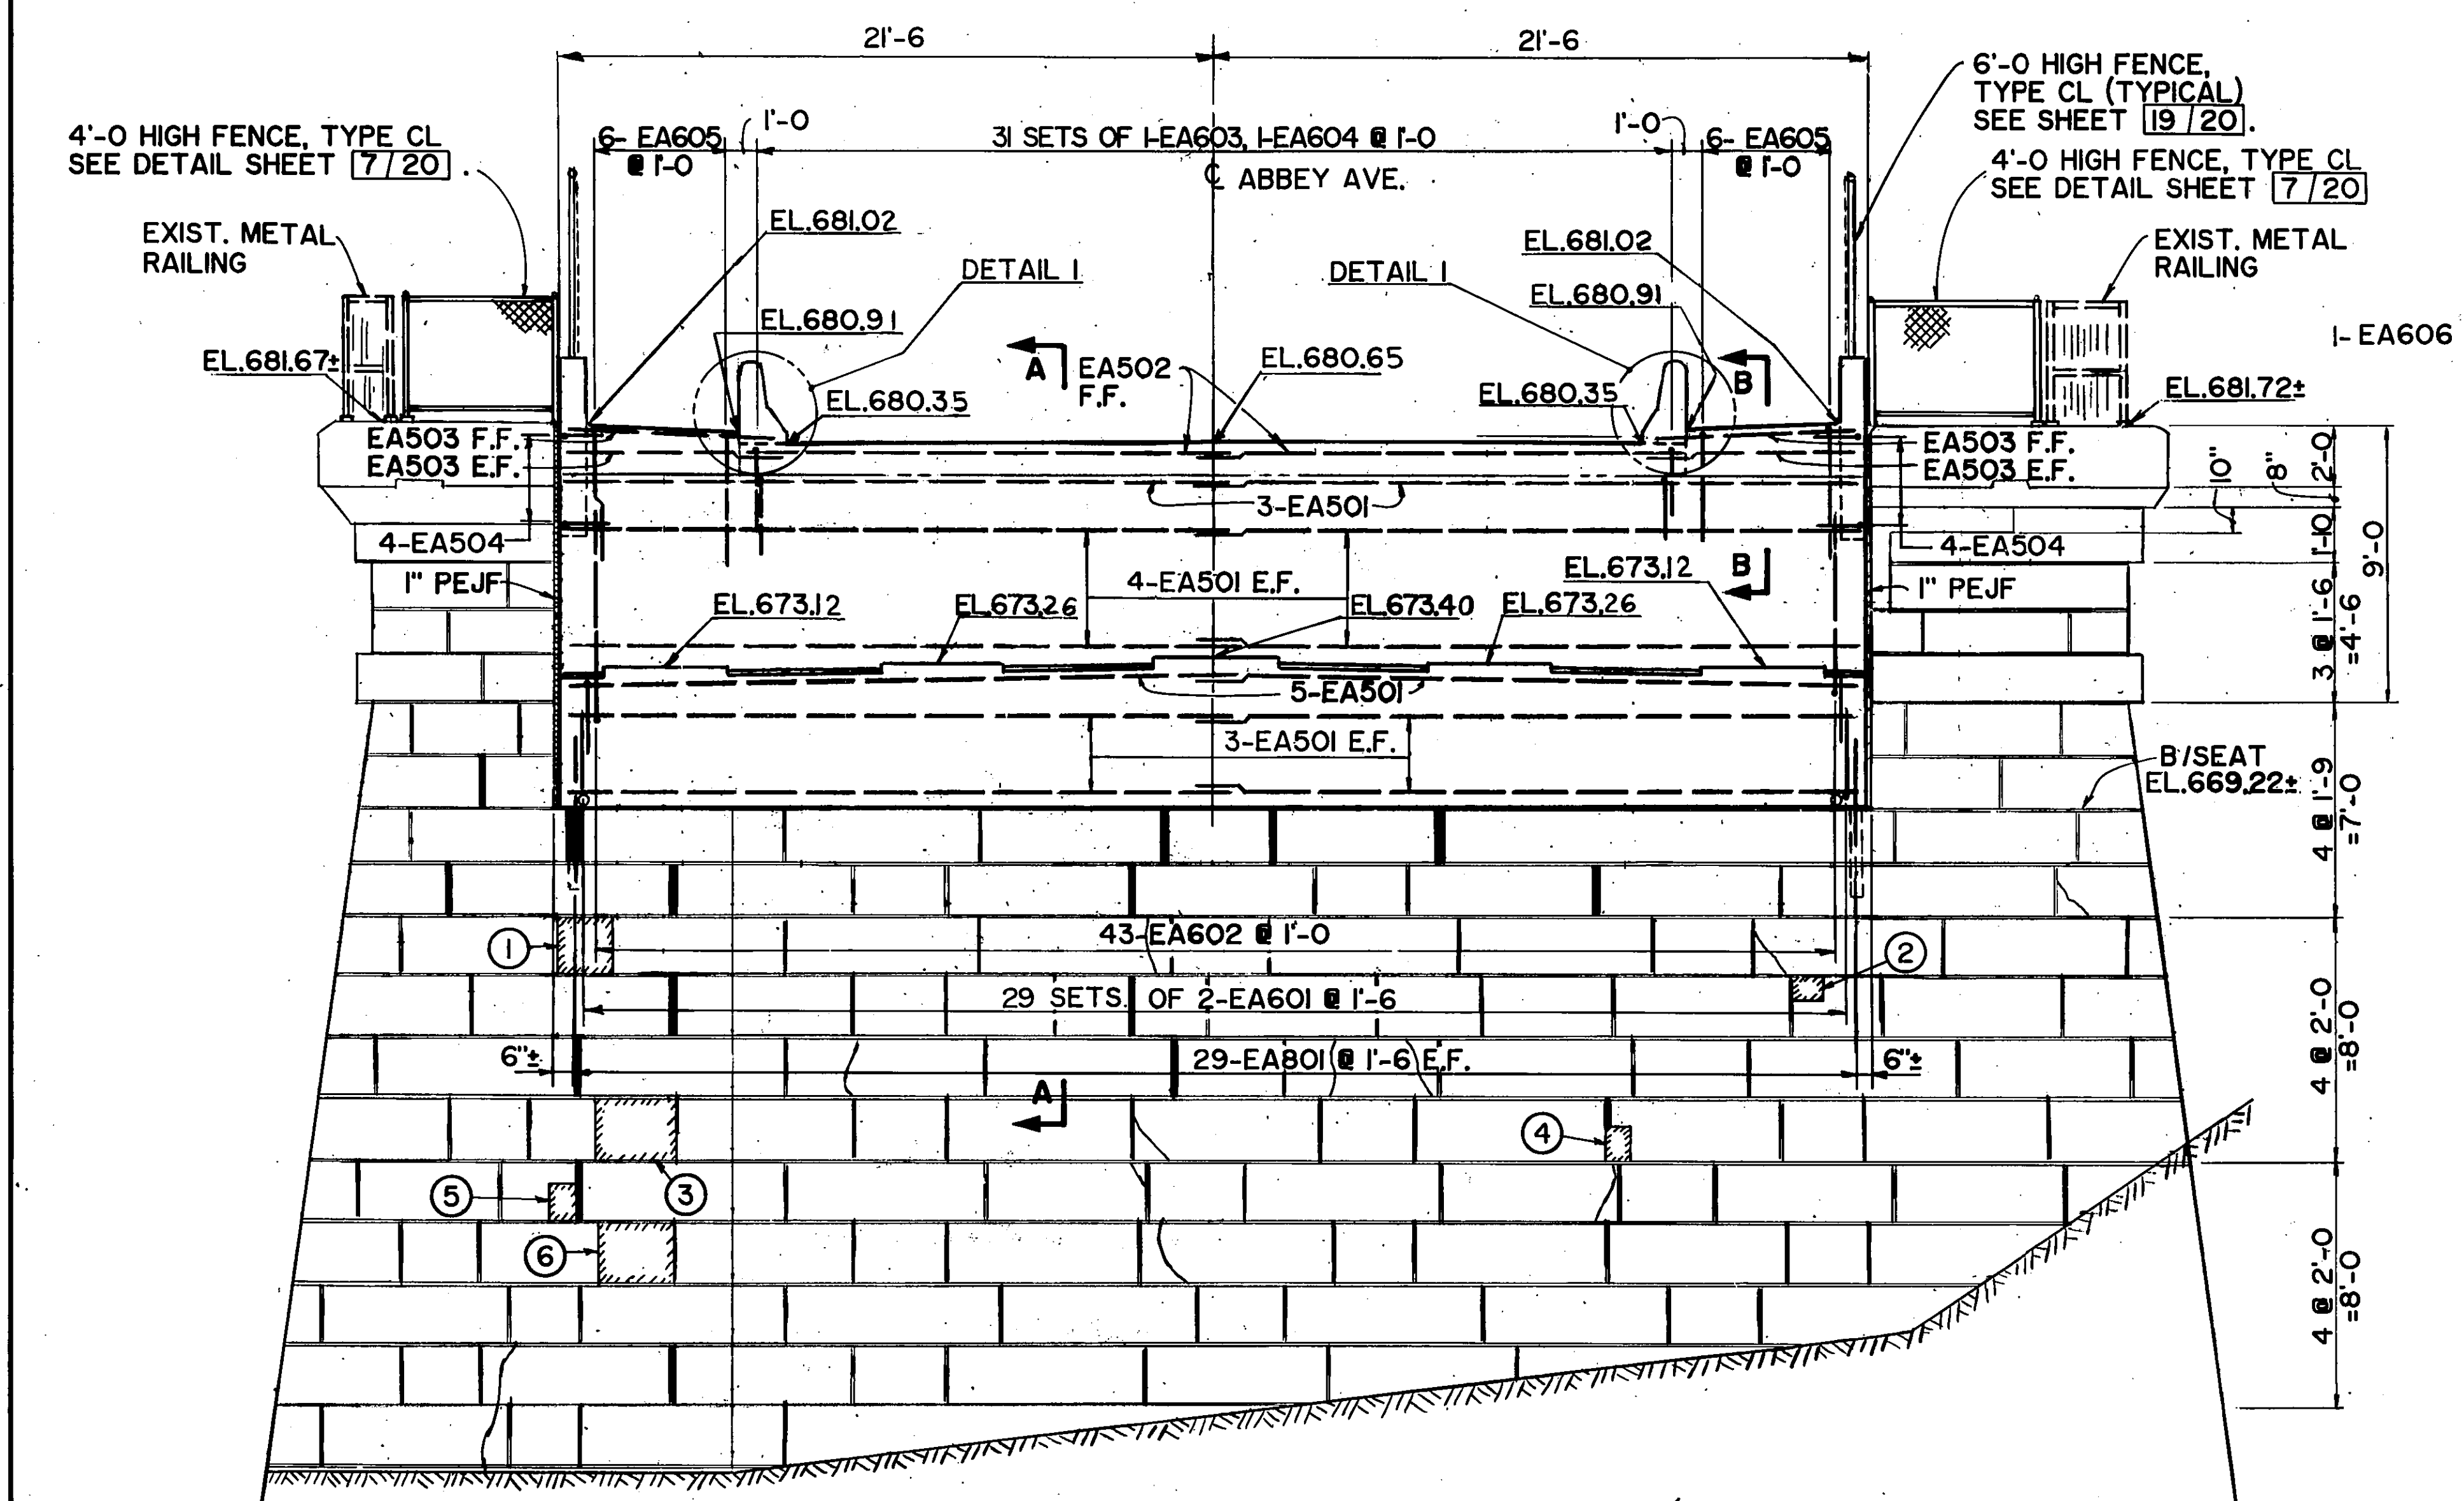 21'-6
21'-6
6'-0 HIGH FENCE,
TYPE CL (TYPICAL)
SEE SHEET 19/20.
4'-0 HIGH FENCE, TYPE CL
SEE DETAIL SHEET 7/20.
6- EA605
@ 1'-0
1'-0
31 SETS OF 1-EA603, 1-EA604 @ 1'-0
1'-0
6- EA605
@ 1'-0
4'-0 HIGH FENCE, TYPE CL
SEE DETAIL SHEET 7/20
℄ ABBEY AVE.
EXIST. METAL
RAILING
EL.681.02
DETAIL 1
DETAIL 1
EL.681.02
EXIST. METAL
RAILING
EL.680.91
EL.680.91
EL.681.67±
A
EA502
F.F.
EL.680.65
B
1-EA606
EL.680.35
EL.680.35
EL.681.72±
EA503 F.F.
EA503 E.F.
EA503 F.F.
EA503 E.F.
10"
8"
2'-0
3-EA501
4-EA504
4-EA504
1'-0
9'-0
1" PEJF
4-EA501 E.F.
EL.673.12
B
1" PEJF
EL.673.12
EL.673.26
EL.673.40
EL.673.26
3 @ 1'-6
=4'-6
5-EA501
3-EA501 E.F.
B/SEAT
EL.669.22±
4 @ 1'-9
=7'-0
43-EA602 @ 1'-0
1
2
29 SETS. OF 2-EA601 @ 1'-6
6"±
29-EA801 @ 1'-6 E.F.
6"±
4 @ 2'-0
=8'-0
A
4
3
5
6
4 @ 2'-0
=8'-0